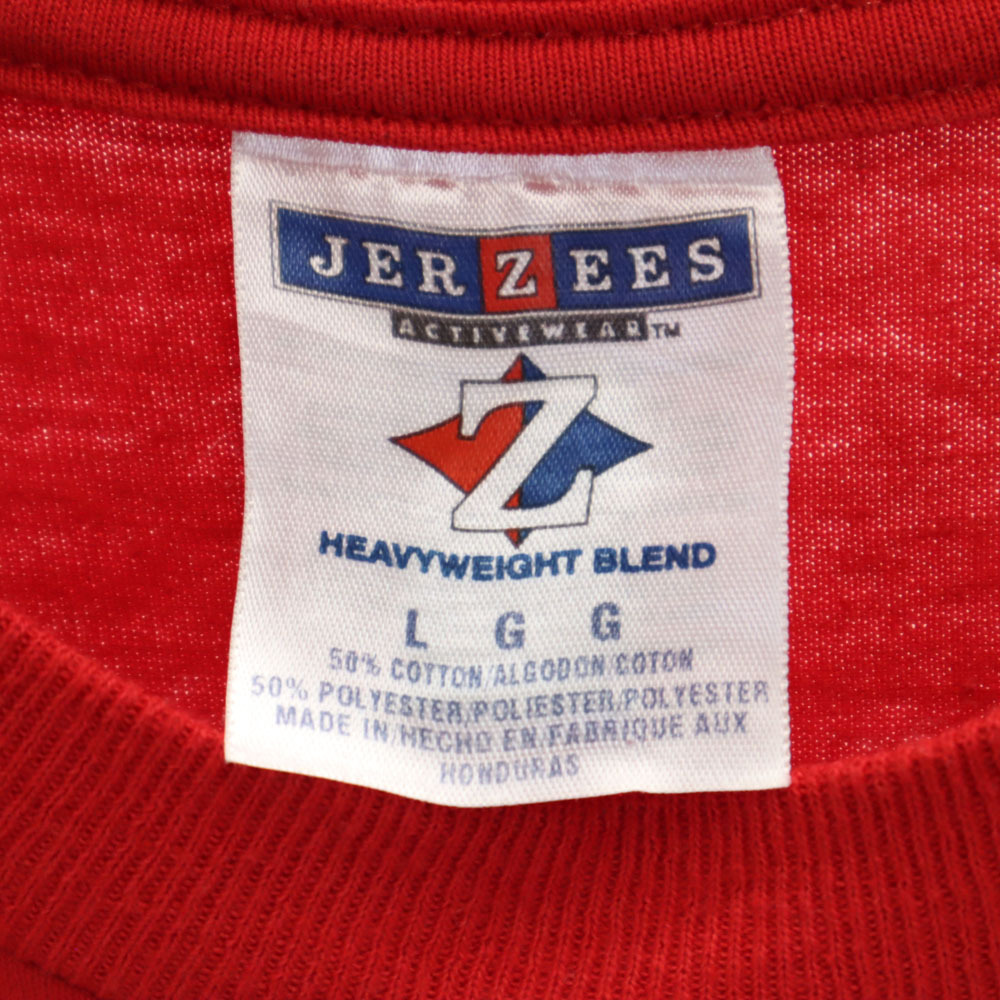 JERZEES
ACTIVEWEAR™
Z
HEAVYWEIGHT BLEND
L G G
50% COTTON/ALGODON/COTON
50% POLYESTER/POLIESTER/POLYESTER
MADE IN/HECHO EN/FABRIQUE AUX
HONDURAS